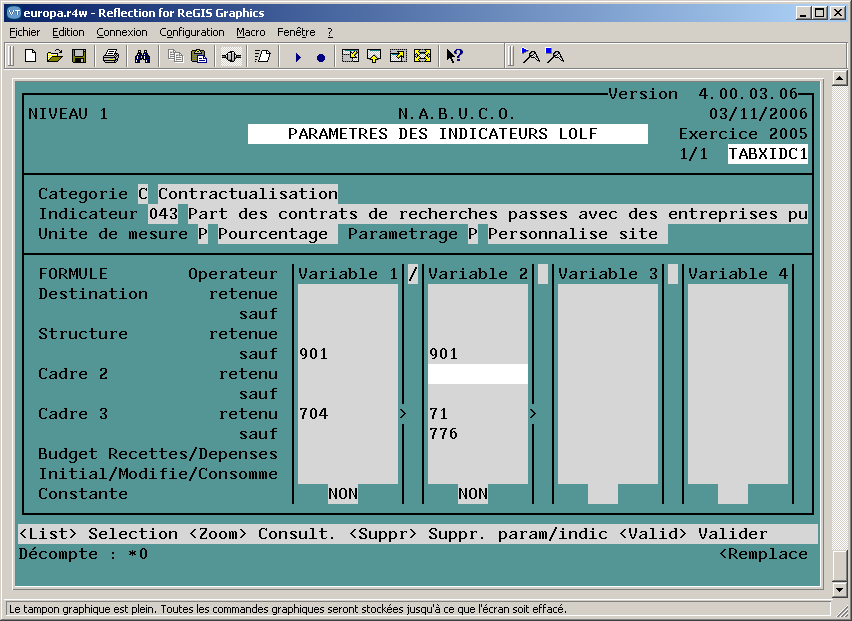 europa.r4w - Reflection for ReGIS Graphics
Fichier Edition Connexion Configuration Macro Fenêtre ?
Version 4.00.03.06
NIVEAU 1 N.A.B.U.C.O. 03/11/2006
PARAMETRES DES INDICATEURS LOLF Exercice 2005
1/1 TABXIDC1
Categorie C Contractualisation
Indicateur 043 Part des contrats de recherches passes avec des entreprises pu
Unite de mesure P Pourcentage Parametrage P Personnalise site
FORMULE Operateur Variable 1 / Variable 2 Variable 3 Variable 4
Destination retenue
sauf
Structure retenue
sauf 901 901
Cadre 2 retenu
sauf
Cadre 3 retenu 704 > 71 >
sauf 776
Budget Recettes/Depenses
Initial/Modifie/Consomme
Constante NON NON
<List> Selection <Zoom> Consult. <Suppr> Suppr. param/indic <Valid> Valider
Décompte : *0 <Remplace
Le tampon graphique est plein. Toutes les commandes graphiques seront stockées jusqu'à ce que l'écran soit effacé.